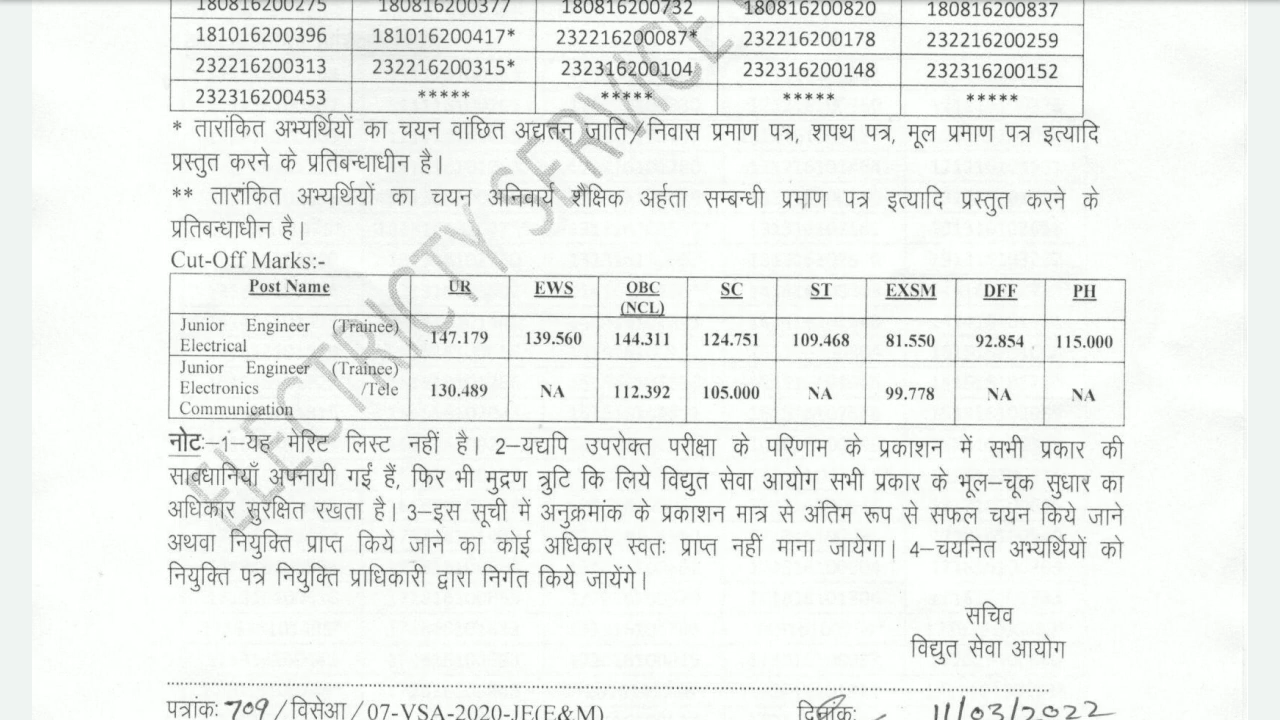 180816200275 180816200377 180816200732 180816200820 180816200837
181016200396 181016200417* 232216200087* 232216200178 232216200259
232216200313 232216200315* 232316200104 232316200148 232316200152
232316200453 ***** ***** ***** *****
* तारांकित अभ्यर्थियों का चयन वांछित अद्यतन जाति/निवास प्रमाण पत्र, शपथ पत्र, मूल प्रमाण पत्र इत्यादि
प्रस्तुत करने के प्रतिबन्धाधीन है।
** तारांकित अभ्यर्थियों का चयन अनिवार्य शैक्षिक अर्हता सम्बन्धी प्रमाण पत्र इत्यादि प्रस्तुत करने के
प्रतिबन्धाधीन है।
Cut-Off Marks:-
Post Name UR EWS OBC (NCL) SC ST EXSM DFF PH
Junior Engineer (Trainee)
Electrical 147.179 139.560 144.311 124.751 109.468 81.550 92.854 115.000
Junior Engineer (Trainee)
Electronics /Tele 130.489 NA 112.392 105.000 NA 99.778 NA NA
Communication
नोटः–1–यह मेरिट लिस्ट नहीं है। 2–यद्यपि उपरोक्त परीक्षा के परिणाम के प्रकाशन में सभी प्रकार की
सावधानियाँ अपनायी गई हैं, फिर भी मुद्रण त्रुटि कि लिये विद्युत सेवा आयोग सभी प्रकार के भूल–चूक सुधार का
अधिकार सुरक्षित रखता है। 3–इस सूची में अनुक्रमांक के प्रकाशन मात्र से अंतिम रूप से सफल चयन किये जाने
अथवा नियुक्ति प्राप्त किये जाने का कोई अधिकार स्वतः प्राप्त नहीं माना जायेगा। 4–चयनित अभ्यर्थियों को
नियुक्ति पत्र नियुक्ति प्राधिकारी द्वारा निर्गत किये जायेंगे।
सचिव
विद्युत सेवा आयोग
पत्रांकः 709/विसेआ/07-VSA-2020-JE(E&M) दिनांकः 11/03/2022
ELECTRICTY SERVICE